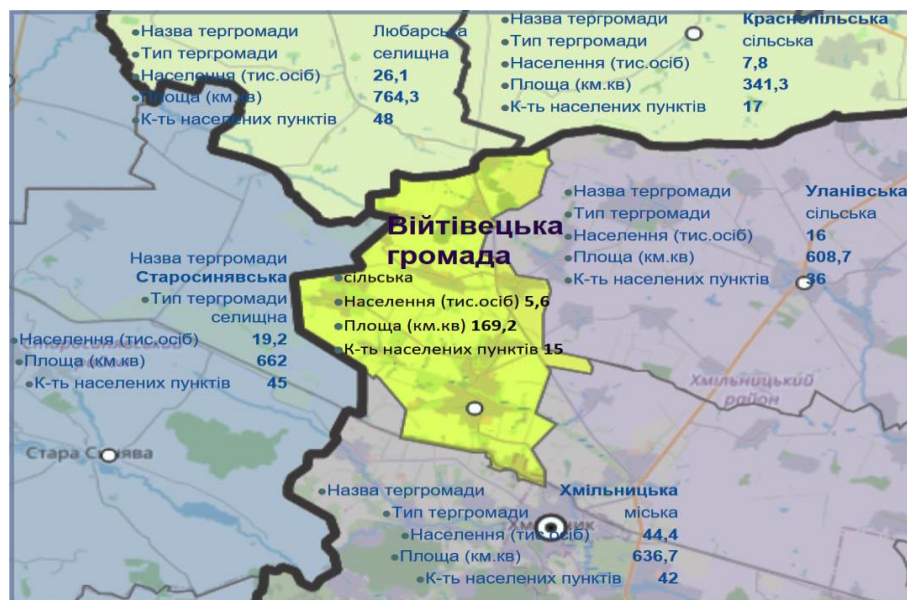 Назва тергромади Любарська
Тип тергромади селищна
Населення (тис.осіб) 26,1
Площа (км.кв) 764,3
К-ть населених пунктів 48
Назва тергромади Краснопільська
Тип тергромади сільська
Населення (тис.осіб) 7,8
Площа (км.кв) 341,3
К-ть населених пунктів 17
Назва тергромади Уланівська
Тип тергромади сільська
Населення (тис.осіб) 16
Площа (км.кв) 608,7
К-ть населених пунктів 36
Війтівецька
громада
сільська
Населення (тис.осіб) 5,6
Площа (км.кв) 169,2
К-ть населених пунктів 15
Назва тергромади
Старосинявська
Тип тергромади
селищна
Населення (тис.осіб) 19,2
Площа (км.кв) 662
К-ть населених пунктів 45
Хмільницький
район
Стара Синява
Назва тергромади Хмільницька
Тип тергромади міська
Хмільник
Населення (тис.осіб) 44,4
Площа (км.кв) 636,7
К-ть населених пунктів 42